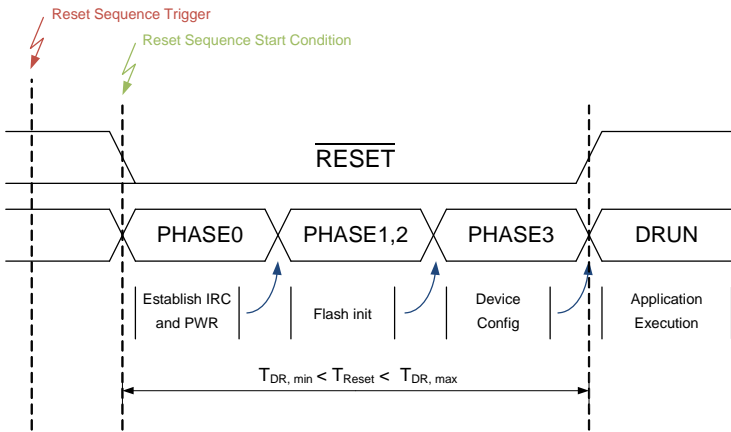 Reset Sequence Trigger
Reset Sequence Start Condition
RESET
PHASE0
PHASE1,2
PHASE3
DRUN
Establish IRC
and PWR
Flash init
Device
Config
Application
Execution
TDR, min < TReset < TDR, max